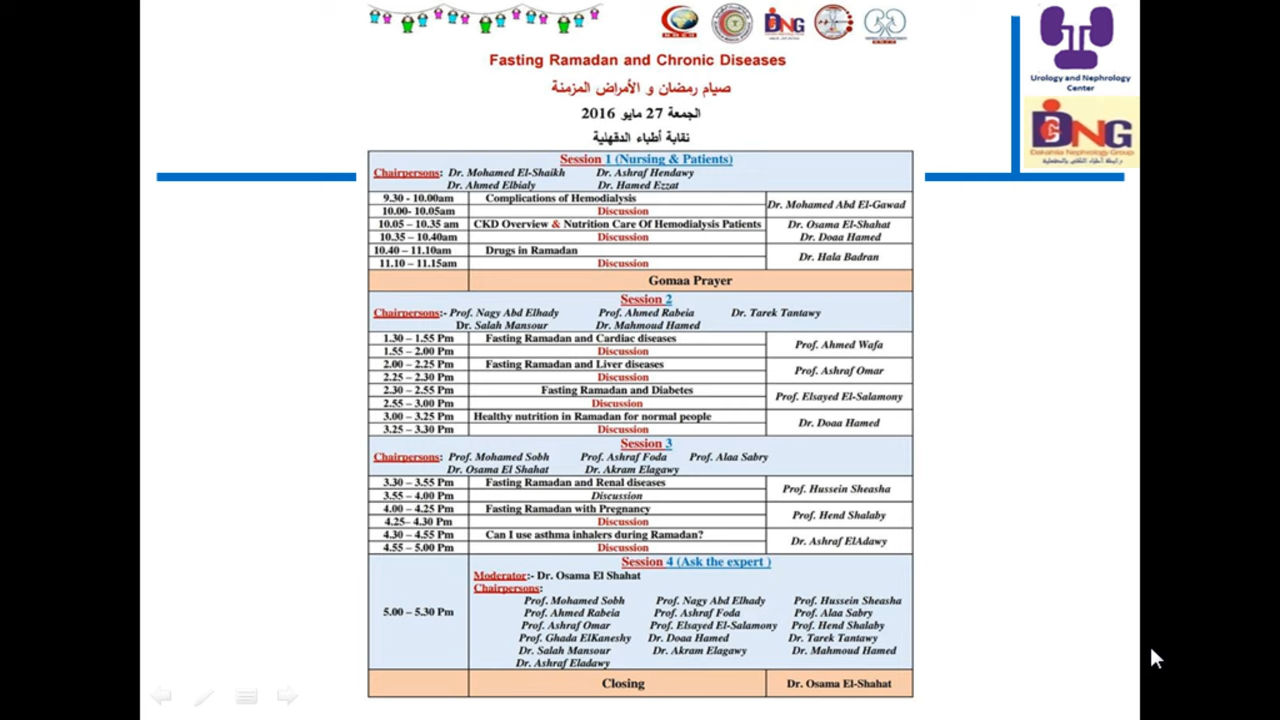 Fasting Ramadan and Chronic Diseases
صيام رمضان و الأمراض المزمنة
الجمعة 27 مايو 2016
نقابة أطباء الدقهلية
DNG
Urology and Nephrology
Center
DNG
Dakahlia Nephrology Group
Session 1 (Nursing & Patients)
Chairpersons: Dr. Mohamed El-Shaikh Dr. Ashraf Hendawy
Dr. Ahmed Elbialy Dr. Hamed Ezzat
9.30 - 10.00am Complications of Hemodialysis Dr. Mohamed Abd El-Gawad
10.00- 10.05am Discussion
10.05 – 10.35 am CKD Overview & Nutrition Care Of Hemodialysis Patients Dr. Osama El-Shahat
10.35 – 10.40am Discussion Dr. Doaa Hamed
10.40 – 11.10am Drugs in Ramadan Dr. Hala Badran
11.10 – 11.15am Discussion
Gomaa Prayer
Session 2
Chairpersons:- Prof. Nagy Abd Elhady Prof. Ahmed Rabeia Dr. Tarek Tantawy
Dr. Salah Mansour Dr. Mahmoud Hamed
1.30 – 1.55 Pm Fasting Ramadan and Cardiac diseases Prof. Ahmed Wafa
1.55 – 2.00 Pm Discussion
2.00 – 2.25 Pm Fasting Ramadan and Liver diseases Prof. Ashraf Omar
2.25 – 2.30 Pm Discussion
2.30 – 2.55 Pm Fasting Ramadan and Diabetes Prof. Elsayed El-Salamony
2.55 – 3.00 Pm Discussion
3.00 – 3.25 Pm Healthy nutrition in Ramadan for normal people Dr. Doaa Hamed
3.25 – 3.30 Pm Discussion
Session 3
Chairpersons: Prof. Mohamed Sobh Prof. Ashraf Foda Prof. Alaa Sabry
Dr. Osama El Shahat Dr. Akram Elagawy
3.30 – 3.55 Pm Fasting Ramadan and Renal diseases Prof. Hussein Sheasha
3.55 – 4.00 Pm Discussion
4.00 – 4.25 Pm Fasting Ramadan with Pregnancy Prof. Hend Shalaby
4.25– 4.30 Pm Discussion
4.30 – 4.55 Pm Can I use asthma inhalers during Ramadan? Dr. Ashraf ElAdawy
4.55 – 5.00 Pm Discussion
Session 4 (Ask the expert )
Moderator:- Dr. Osama El Shahat
Chairpersons:
5.00 – 5.30 Pm
Prof. Mohamed Sobh Prof. Nagy Abd Elhady Prof. Hussein Sheasha
Prof. Ahmed Rabeia Prof. Ashraf Foda Prof. Alaa Sabry
Prof. Ashraf Omar Prof. Elsayed El-Salamony Prof. Hend Shalaby
Prof. Ghada ElKaneshy Dr. Doaa Hamed Dr. Tarek Tantawy
Dr. Salah Mansour Dr. Akram Elagawy Dr. Mahmoud Hamed
Dr. Ashraf Eladawy
Closing Dr. Osama El-Shahat